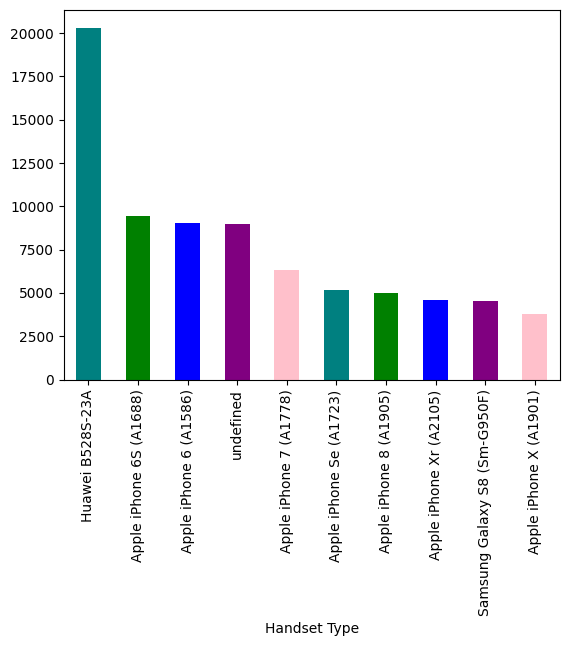 20000
17500
15000
12500
10000
7500
5000
2500
0
Huawei B528S-23A
Apple iPhone 6S (A1688)
Apple iPhone 6 (A1586)
undefined
Apple iPhone 7 (A1778)
Apple iPhone Se (A1723)
Apple iPhone 8 (A1905)
Apple iPhone Xr (A2105)
Samsung Galaxy S8 (Sm-G950F)
Apple iPhone X (A1901)
Handset Type